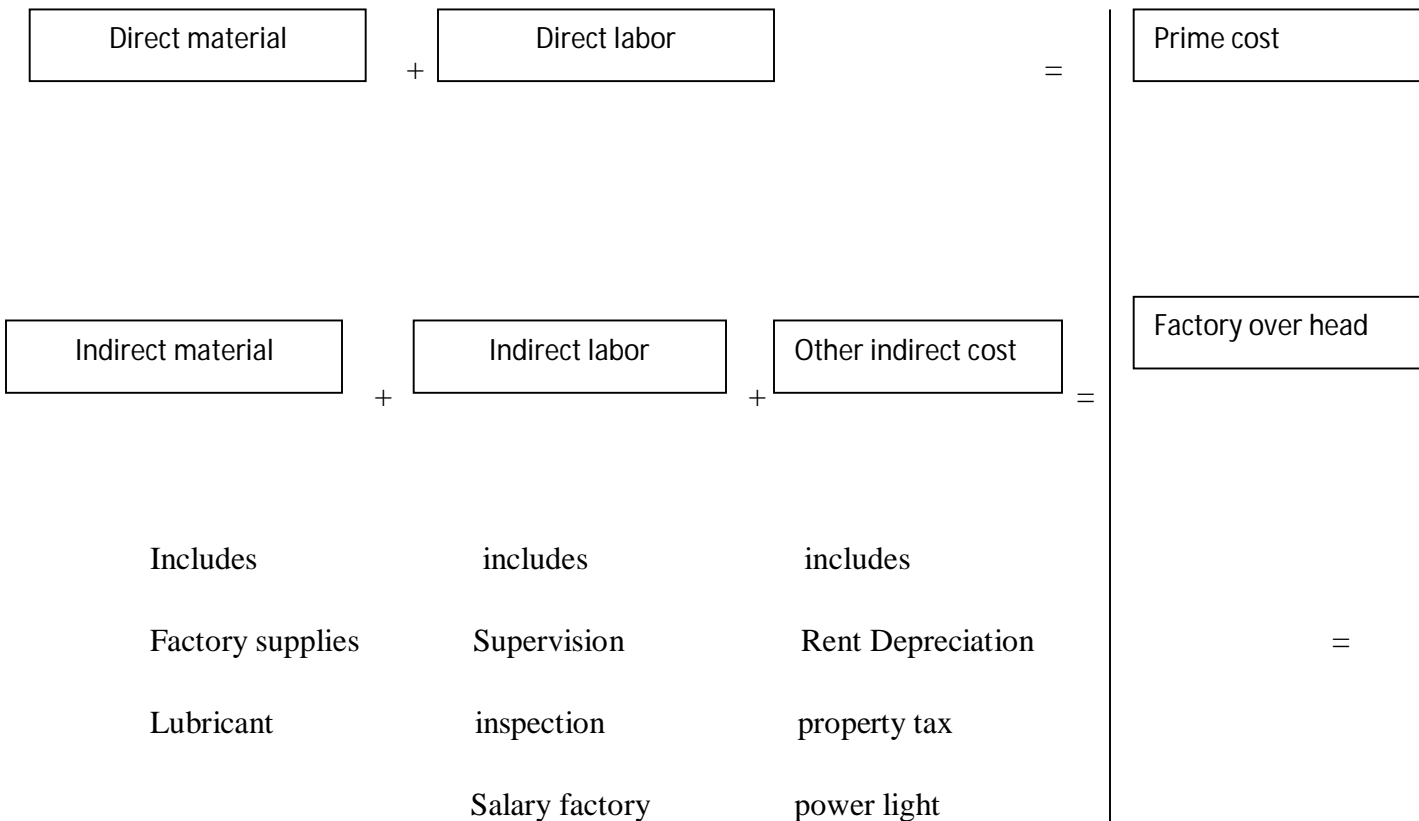 Direct material + Direct labor = Prime cost
Indirect material + Indirect labor + Other indirect cost = Factory over head
Includes includes includes
Factory supplies Supervision Rent Depreciation =
Lubricant inspection property tax
Salary factory power light